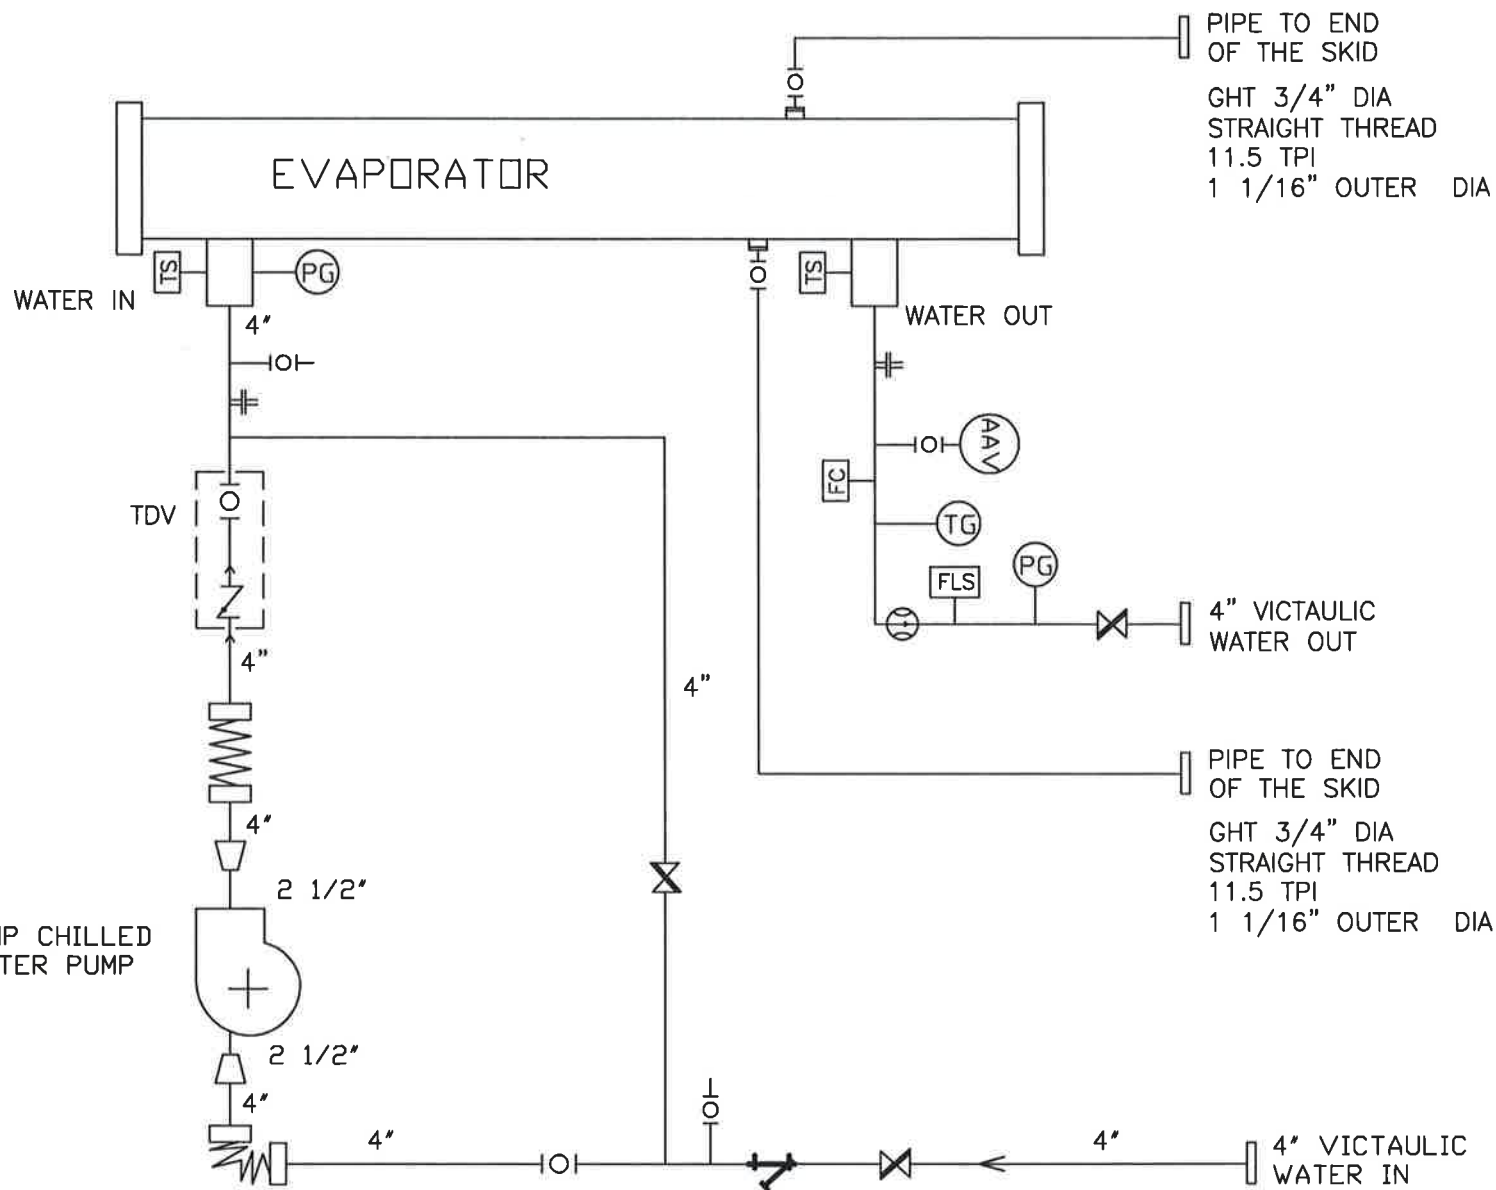 PIPE TO END
OF THE SKID
GHT 3/4" DIA
STRAIGHT THREAD
11.5 TPI
1 1/16" OUTER DIA
EVAPORATOR
TS
PG
TS
WATER IN
4"
WATER OUT
AAV
FC
TDV
TG
FLS
PG
4" VICTAULIC
WATER OUT
4"
4"
PIPE TO END
OF THE SKID
GHT 3/4" DIA
STRAIGHT THREAD
11.5 TPI
1 1/16" OUTER DIA
4"
2 1/2"
CHILLED
PUMP
2 1/2"
4"
4"
4"
4" VICTAULIC
WATER IN